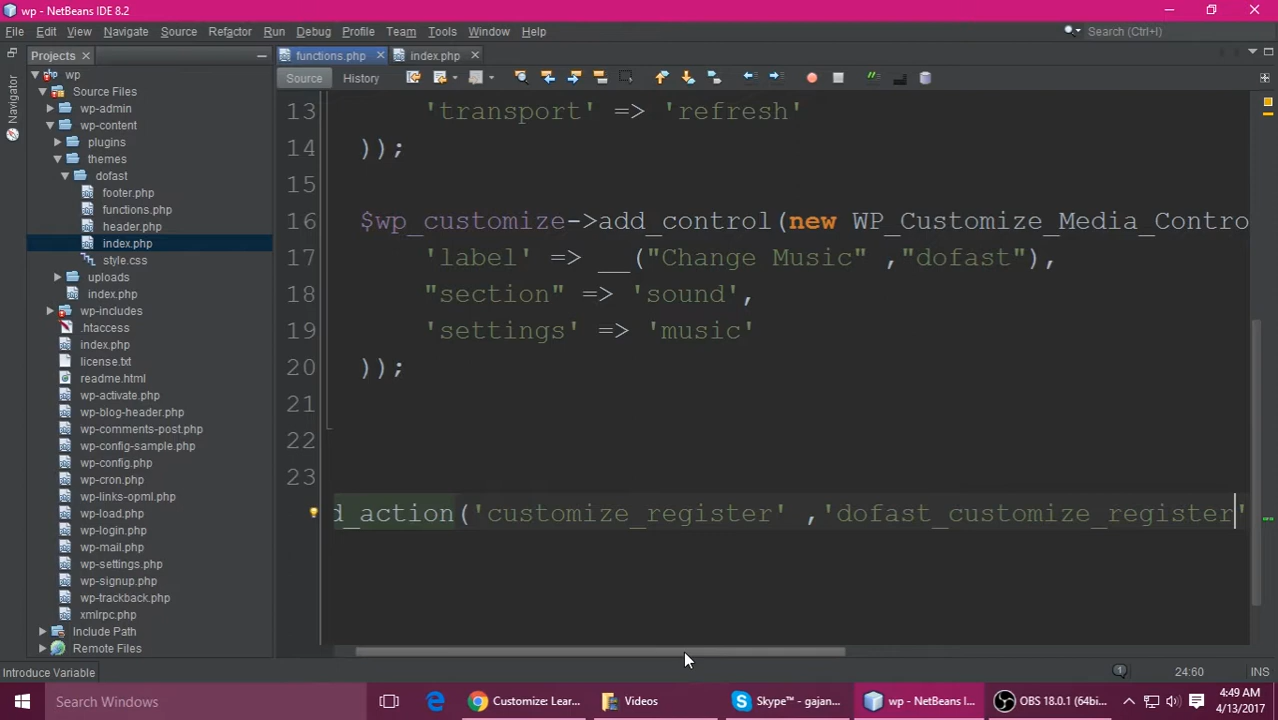 wp - NetBeans IDE 8.2
File Edit View Navigate Source Refactor Run Debug Profile Team Tools Window Help
Search (Ctrl+I)
Projects
functions.php
index.php
Source History
Navigator
wp
Source Files
wp-admin
wp-content
plugins
themes
dofast
footer.php
functions.php
header.php
index.php
style.css
uploads
index.php
wp-includes
.htaccess
index.php
license.txt
readme.html
wp-activate.php
wp-blog-header.php
wp-comments-post.php
wp-config-sample.php
wp-config.php
wp-cron.php
wp-links-opml.php
wp-load.php
wp-login.php
wp-mail.php
wp-settings.php
wp-signup.php
wp-trackback.php
xmlrpc.php
Include Path
Remote Files
13 'transport' => 'refresh'
14 ));
15
16 $wp_customize->add_control(new WP_Customize_Media_Contro
17 'label' => __("Change Music" ,"dofast"),
18 "section" => 'sound',
19 'settings' => 'music'
20 ));
21
22
23
d_action('customize_register' ,'dofast_customize_register'
Introduce Variable
1
24:60
INS
Search Windows
Customize: Lear...
Videos
Skype™ - gajan...
wp - NetBeans I...
OBS 18.0.1 (64bi...
4:49 AM
4/13/2017